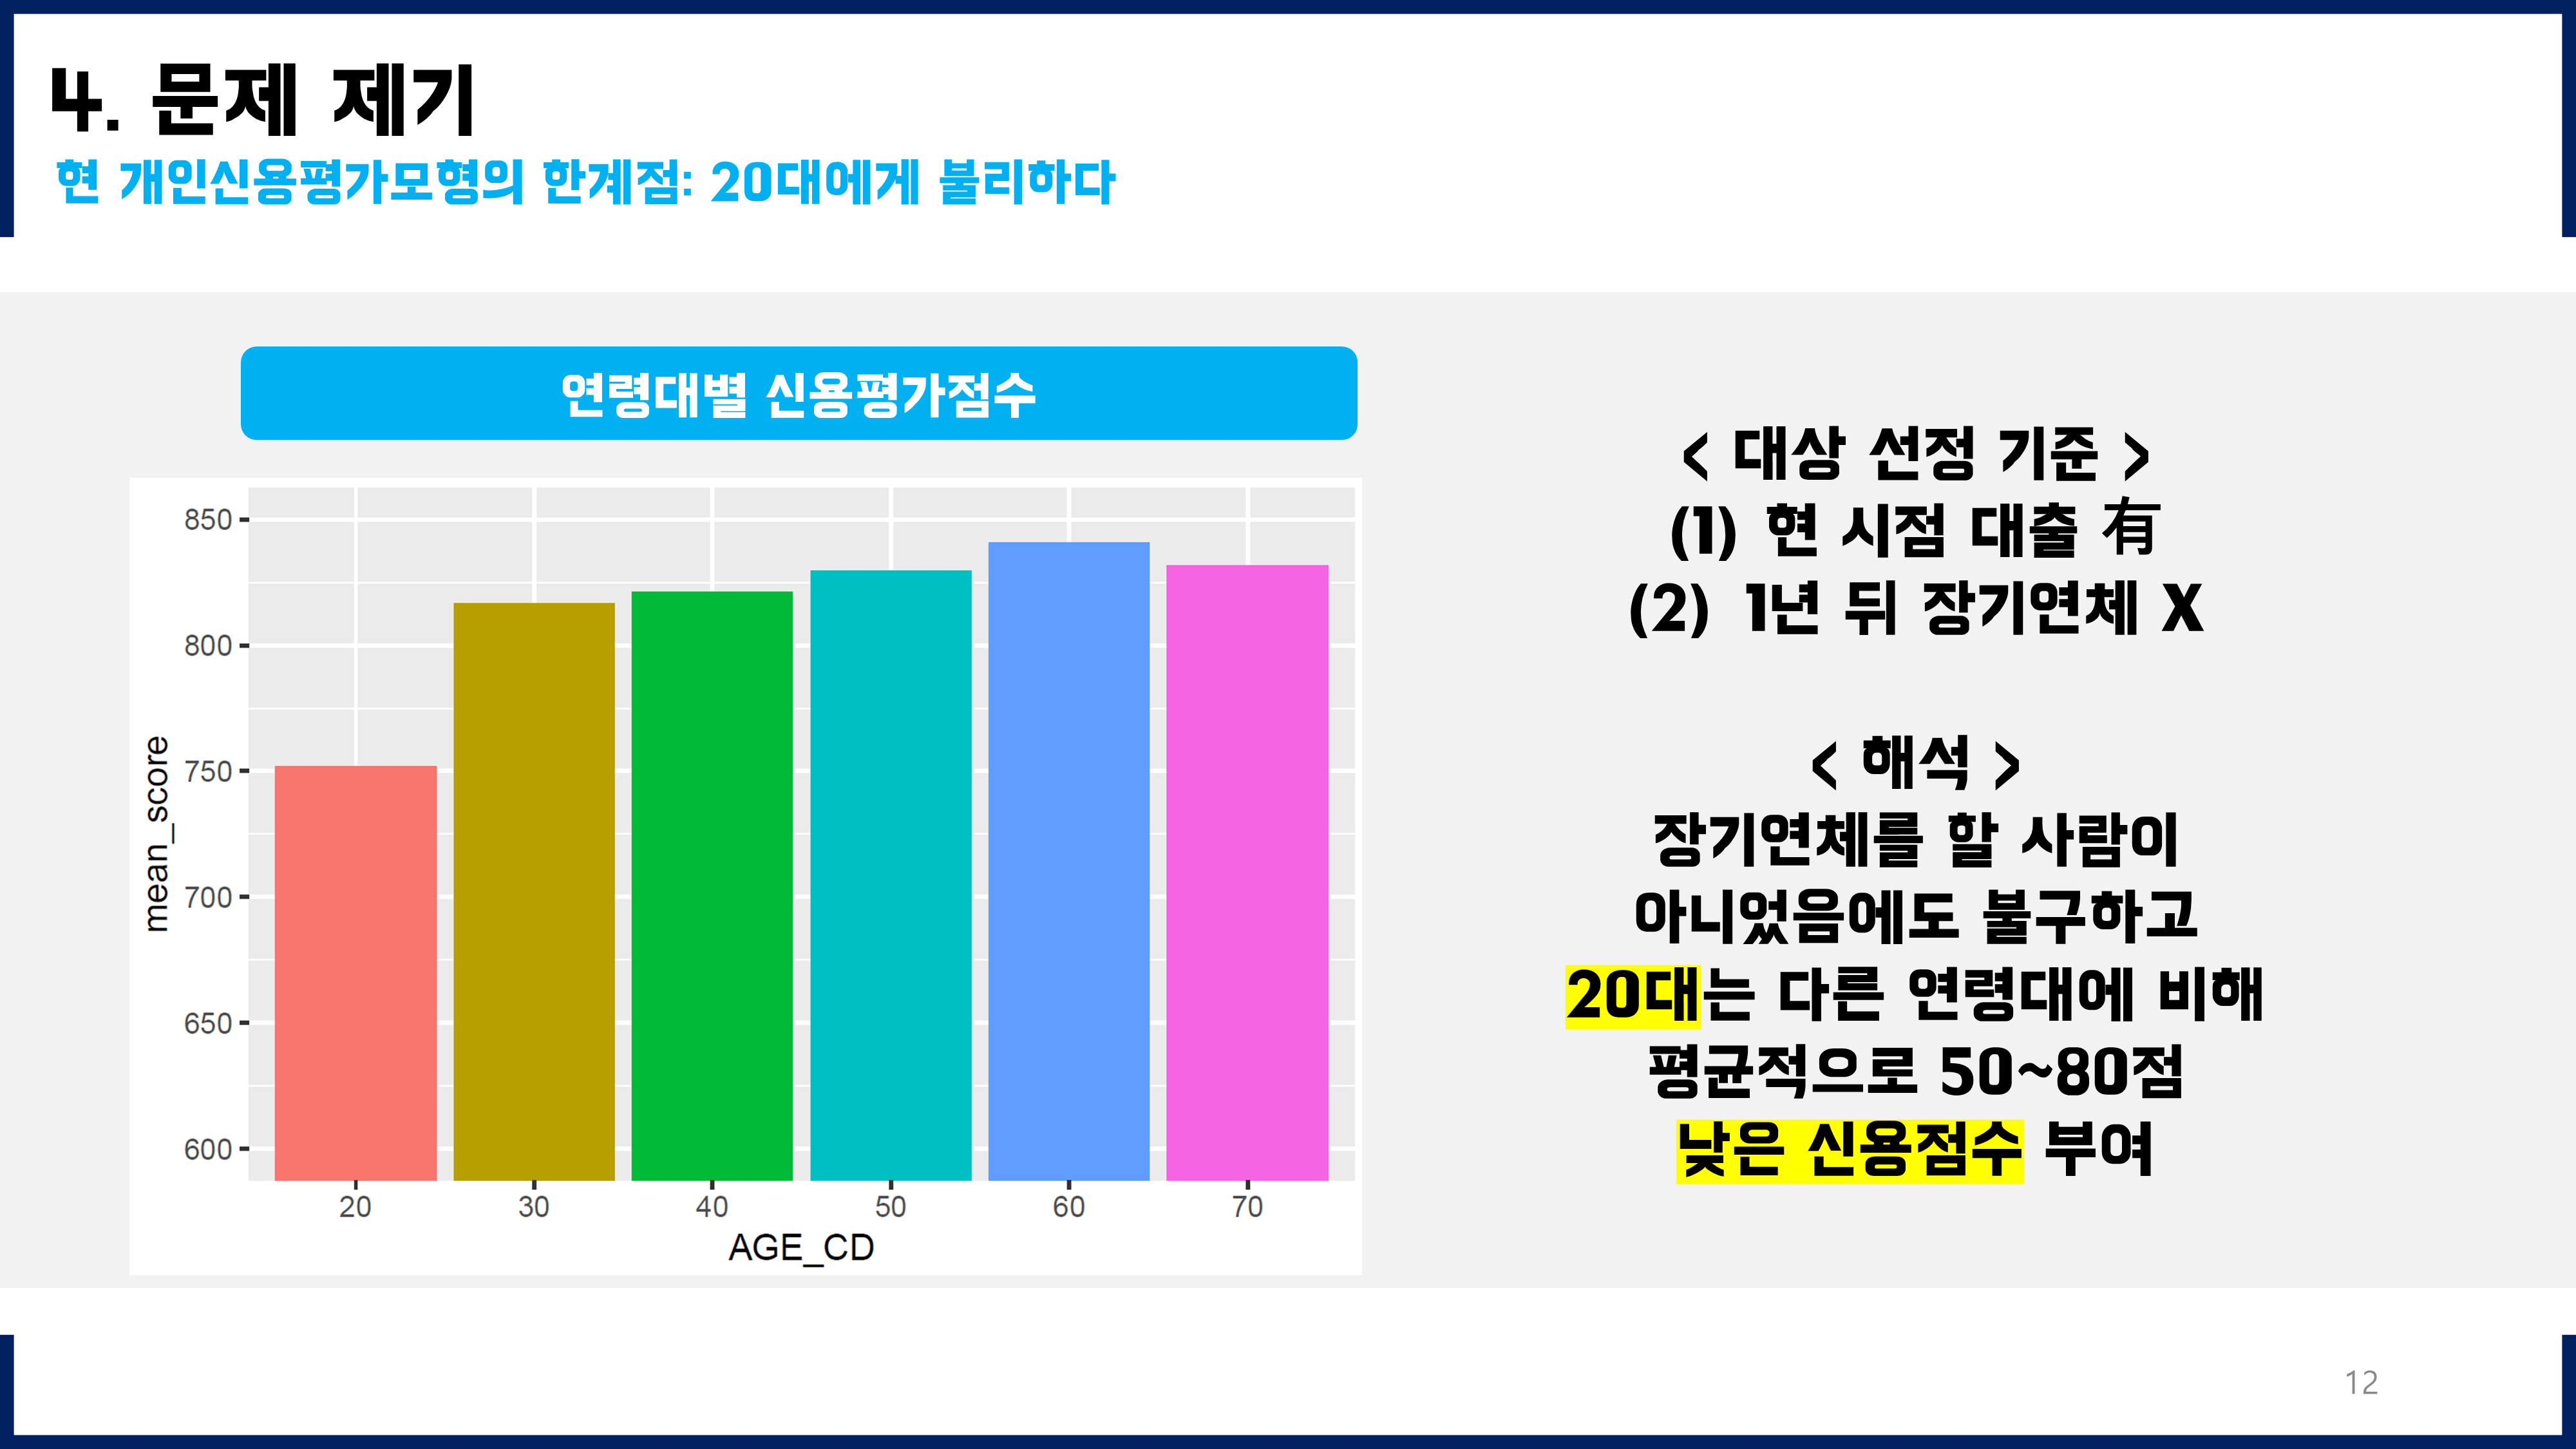 4. 문제 제기
현 개인신용평가모형의 한계점: 20대에게 불리하다
연령대별 신용평가점수
850
800
750
700
650
600
mean_score
20 30 40 50 60 70
AGE_CD
< 대상 선정 기준 >
(1) 현 시점 대출 有
(2) 1년 뒤 장기연체 X
< 해석 >
장기연체를 할 사람이
아니었음에도 불구하고
20대는 다른 연령대에 비해
평균적으로 50~80점
낮은 신용점수 부여
12